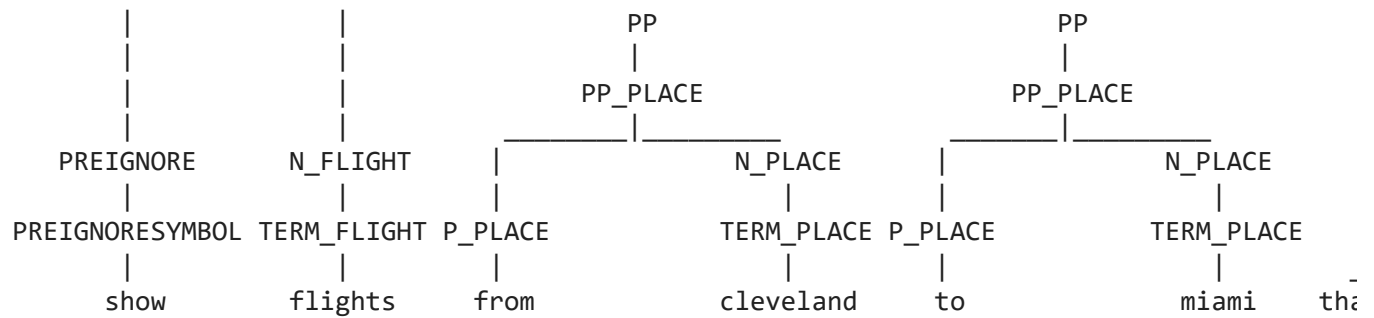 PP PP
PP_PLACE PP_PLACE
PREIGNORE N_FLIGHT N_PLACE N_PLACE
PREIGNORESYMBOL TERM_FLIGHT P_PLACE TERM_PLACE P_PLACE TERM_PLACE
show flights from cleveland to miami